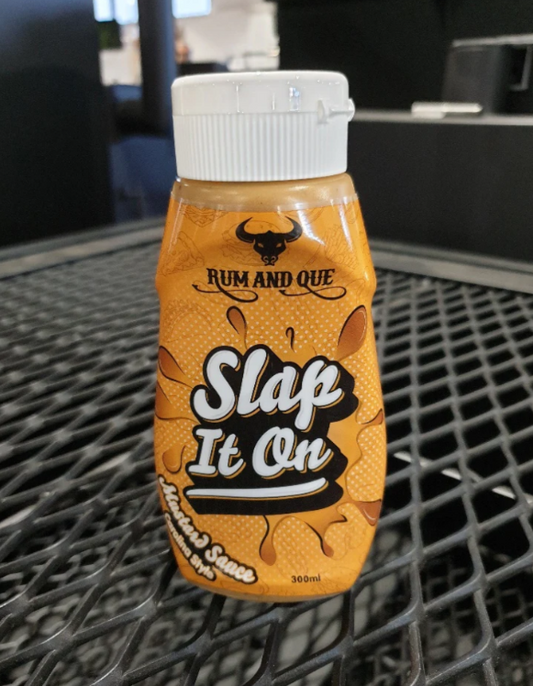 RUM AND QUE
Slap
It On
Mustard Sauce
Carolina Style
300ml